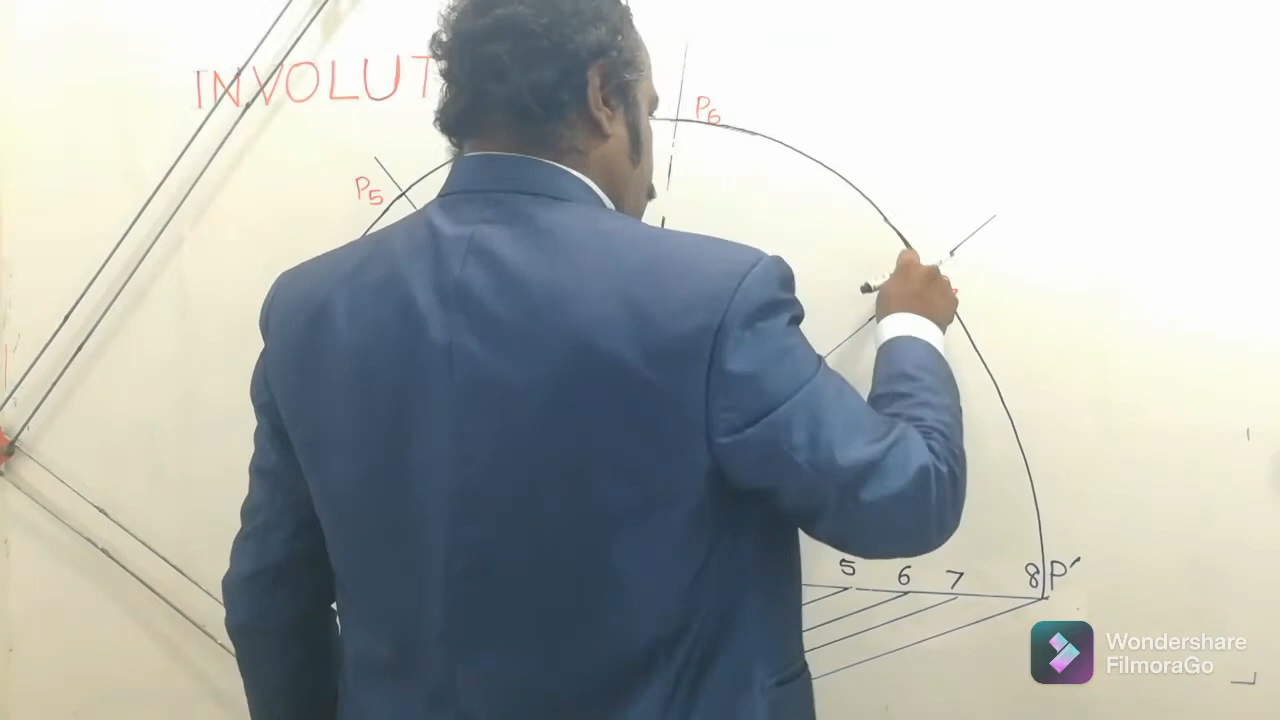 INVOLUT
P6
P5
5 6 7 8 P′
Wondershare
FilmoraGo